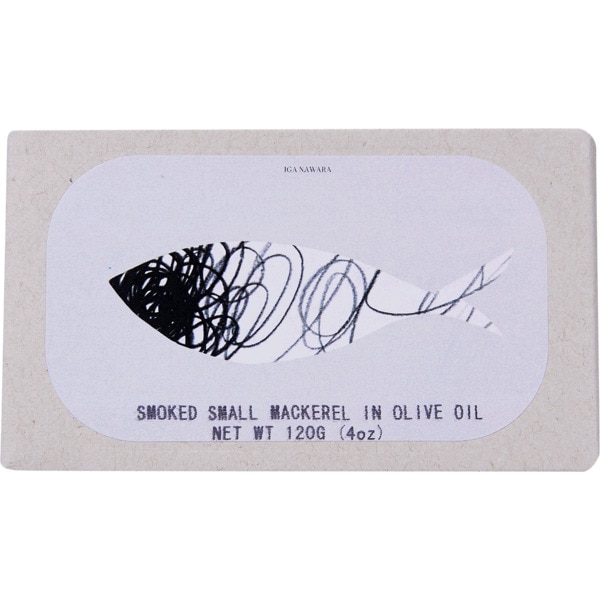 IGA NAWARA
SMOKED SMALL MACKEREL IN OLIVE OIL
NET WT 120G (4oz)